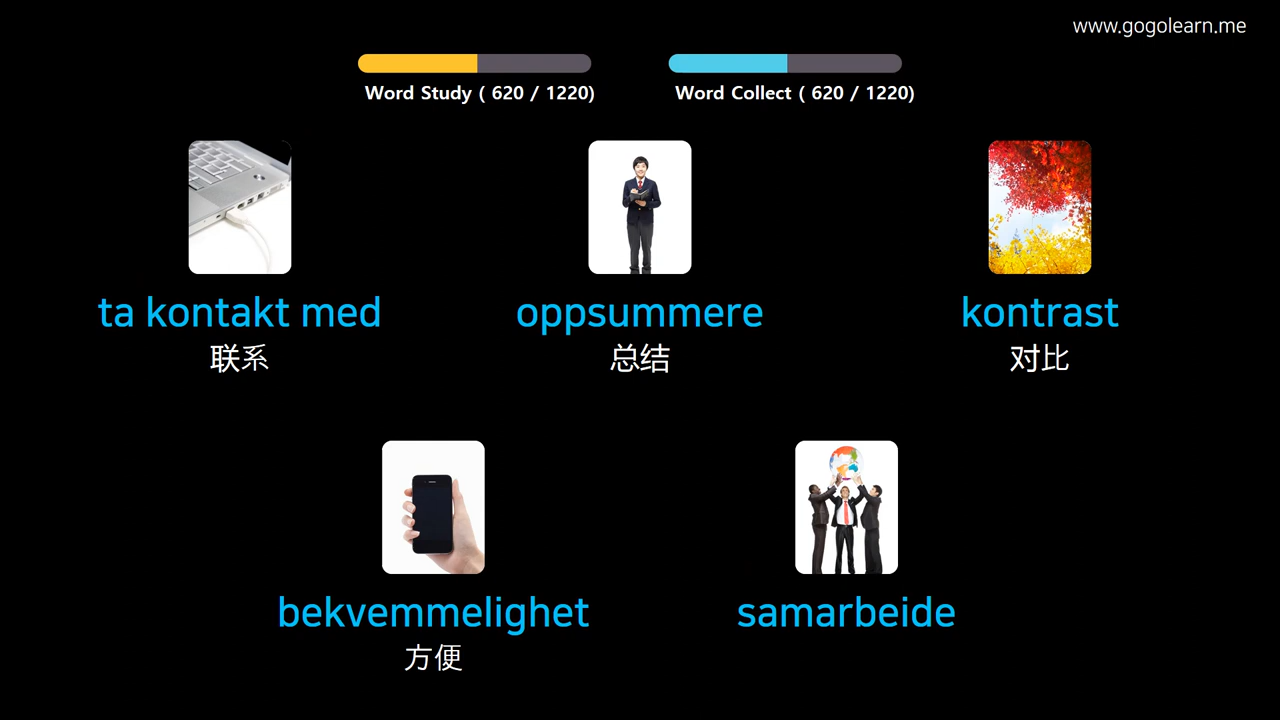 www.gogolearn.me
Word Study ( 620 / 1220)
Word Collect ( 620 / 1220)
ta kontakt med
联系
oppsummere
总结
kontrast
对比
bekvemmelighet
方便
samarbeide